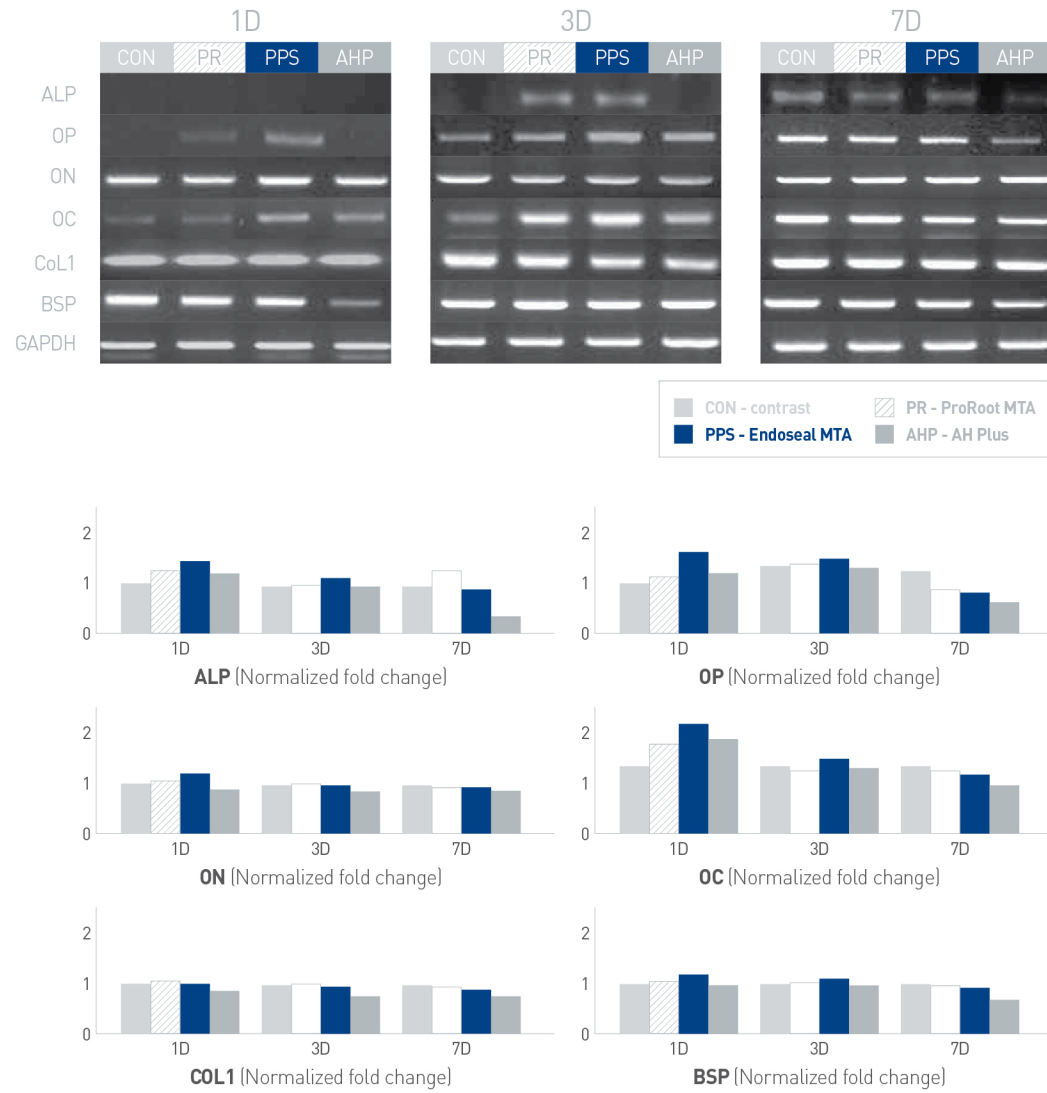 1D 3D 7D
CON PR PPS AHP CON PR PPS AHP CON PR PPS AHP
ALP
OP
ON
OC
CoL1
BSP
GAPDH
CON - contrast PR - ProRoot MTA
PPS - Endoseal MTA AHP - AH Plus
2 2
1 1
0 0
1D 3D 7D 1D 3D 7D
ALP (Normalized fold change) OP (Normalized fold change)
2 2
1 1
0 0
1D 3D 7D 1D 3D 7D
ON (Normalized fold change) OC (Normalized fold change)
2 2
1 1
0 0
1D 3D 7D 1D 3D 7D
COL1 (Normalized fold change) BSP (Normalized fold change)